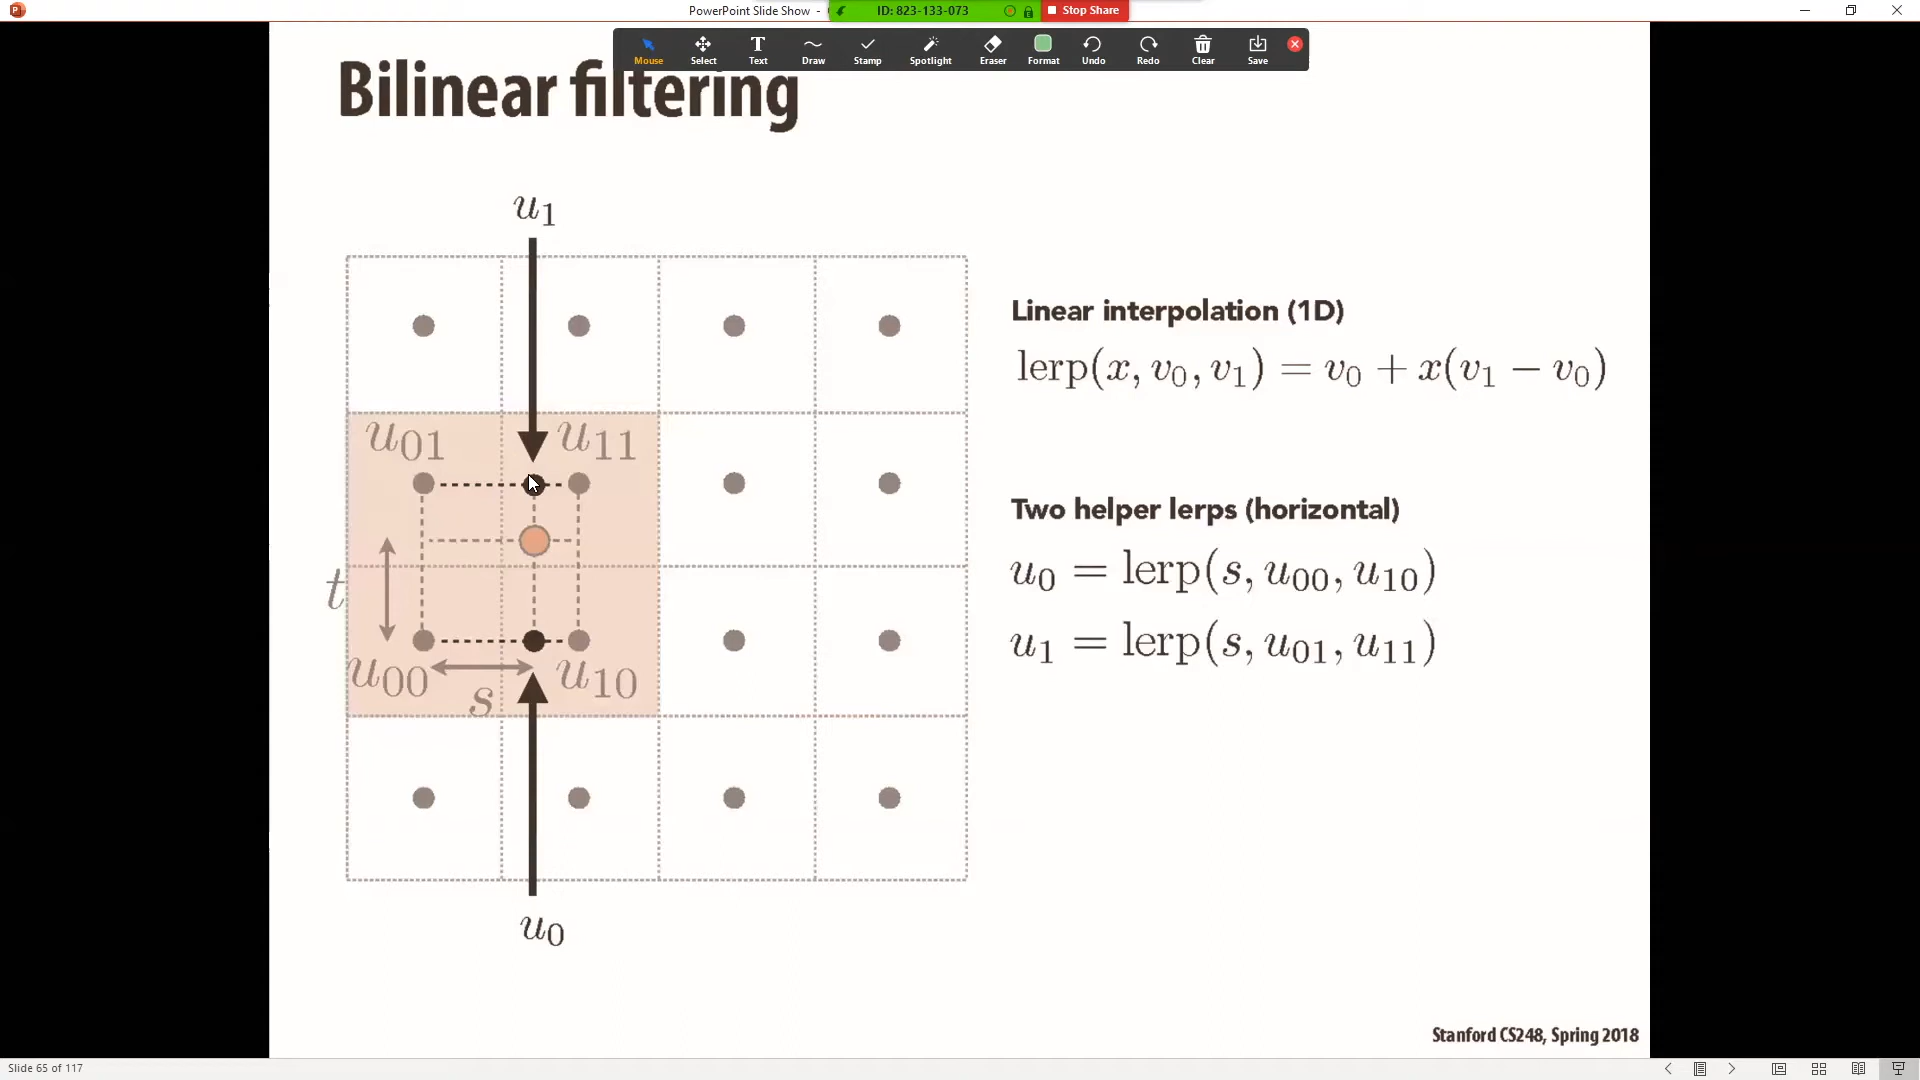 PowerPoint Slide Show -
ID: 823-133-073
Stop Share
Mouse Select Text Draw Stamp Spotlight Eraser Format Undo Redo Clear Save
Bilinear filtering
u₁
Linear interpolation (1D)
lerp(x, v₀, v₁) = v₀ + x(v₁ − v₀)
u₀₁ u₁₁
Two helper lerps (horizontal)
u₀ = lerp(s, u₀₀, u₁₀)
t
u₁ = lerp(s, u₀₁, u₁₁)
u₀₀ u₁₀
s
u₀
Stanford CS248, Spring 2018
Slide 65 of 117